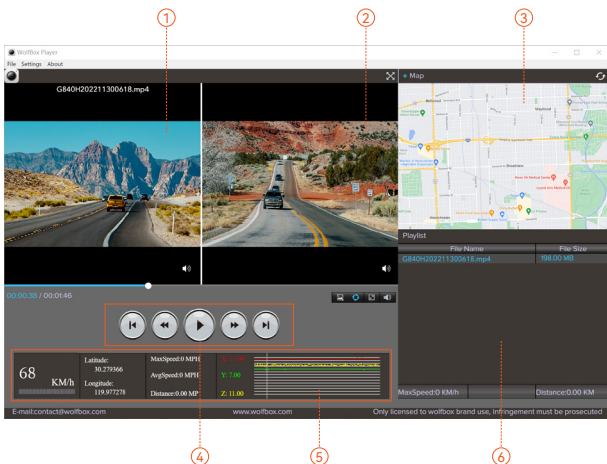 1
2
3
WolfBox Player
File Settings About
G840H202211300618.mp4
Map
Maywood
Broadview
Playlist
File Name
File Size
G840H202211300618.mp4
198.00 MB
00:00:38 / 00:01:46
68
KM/h
Latitude:
30.279366
Longitude:
119.977278
MaxSpeed:0 MPH
AvgSpeed:0 MPH
Distance:0.00 MP
Y: 7.00
Z: 11.00
MaxSpeed:0 KM/h
Distance:0.00 KM
E-mail:contact@wolfbox.com
www.wolfbox.com
Only licensed to wolfbox brand use, infringement must be prosecuted
4
5
6